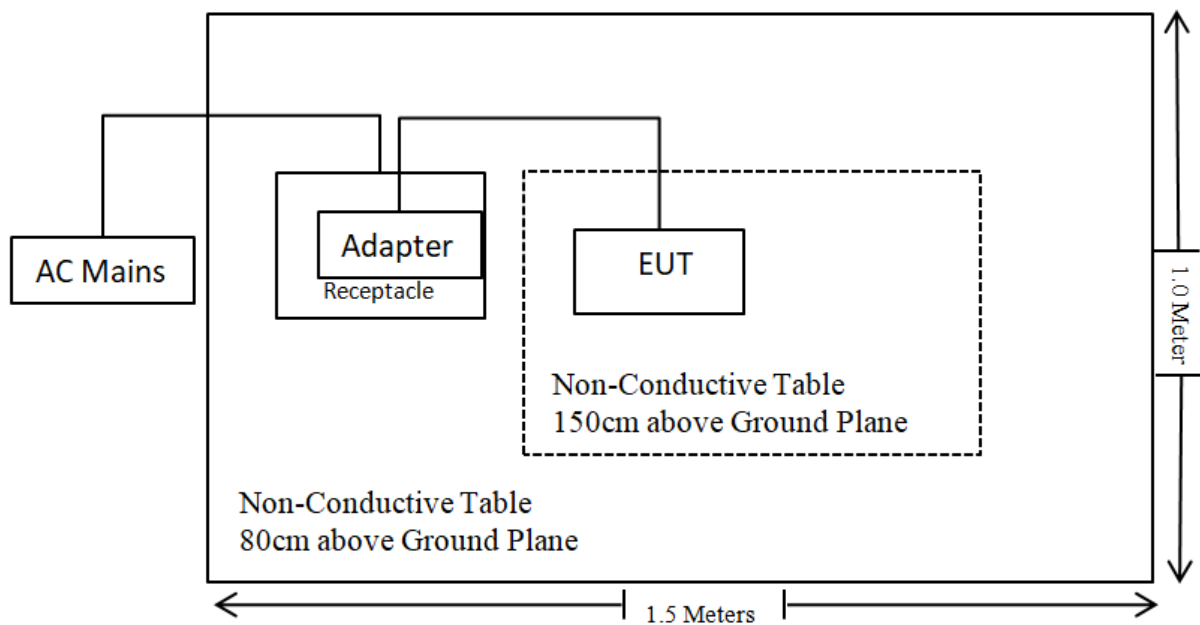 AC Mains
Adapter
Receptacle
EUT
Non-Conductive Table
150cm above Ground Plane
Non-Conductive Table
80cm above Ground Plane
1.0 Meter
1.5 Meters